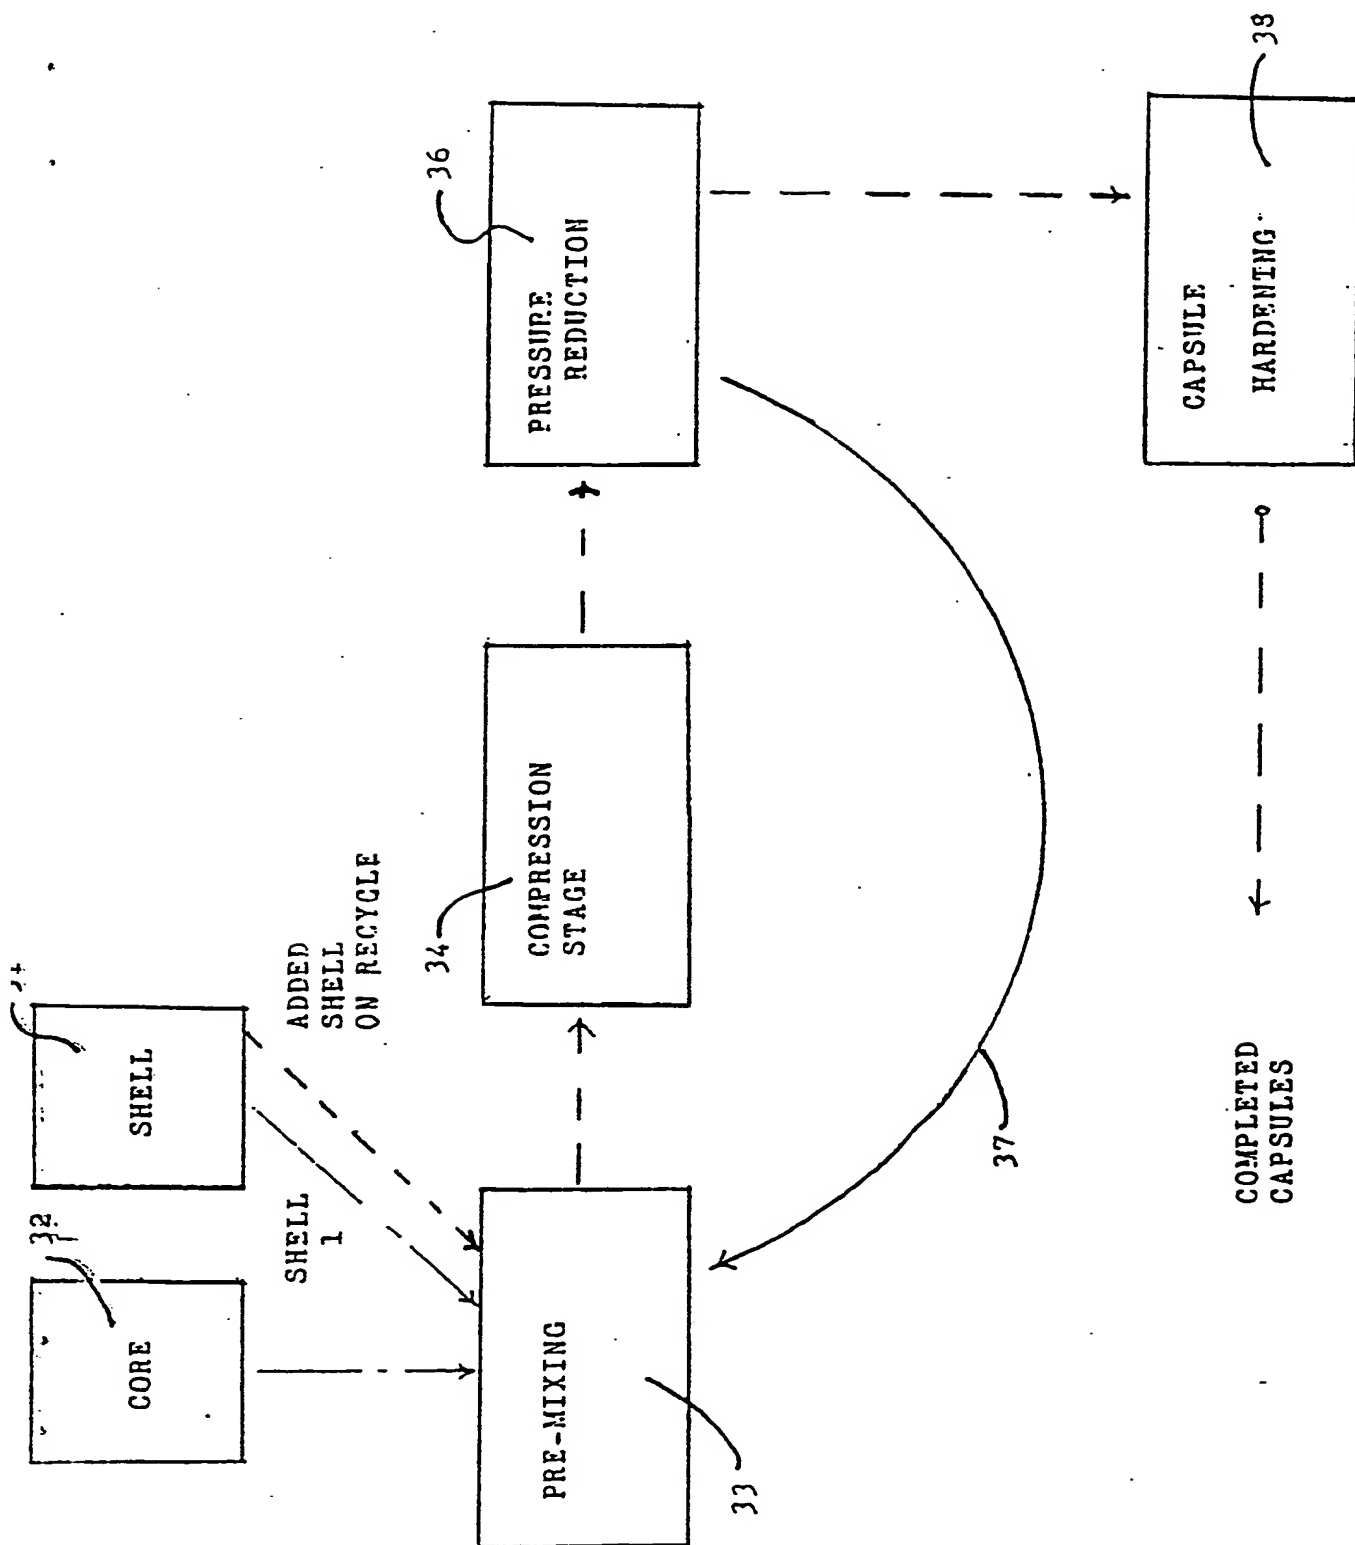 32
CORE
SHELL
SHELL
1
ADDED
SHELL
ON RECYCLE
PRE-MIXING
33
34
COMPRESSION
STAGE
36
PRESSURE
REDUCTION
37
38
CAPSULE
HARDENING
COMPLETED
CAPSULES